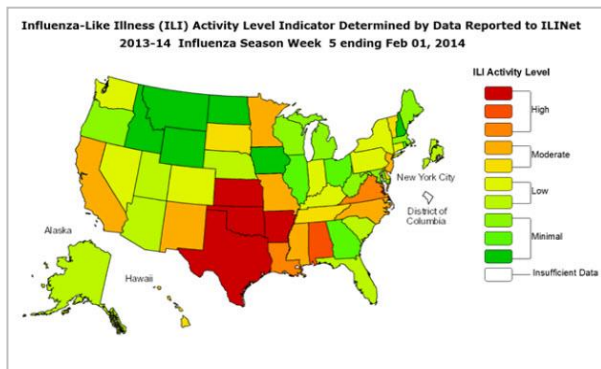 Influenza-Like Illness (ILI) Activity Level Indicator Determined by Data Reported to ILINet
2013-14 Influenza Season Week 5 ending Feb 01, 2014
ILI Activity Level
High
Moderate
New York City
Low
District of
Columbia
Alaska
Minimal
Hawaii
Insufficient Data